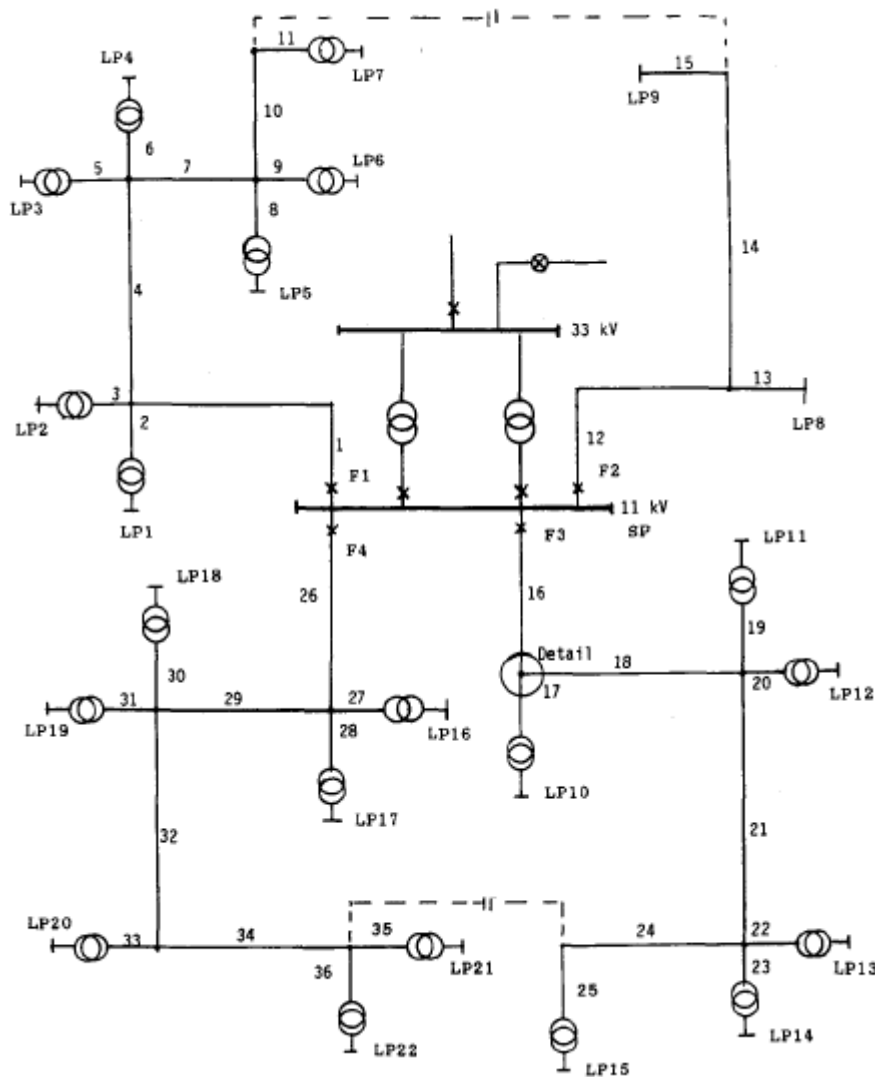 11
LP4
LP7
15
LP9
10
6
5
7
9
LP6
LP3
8
14
4
LP5
33 kV
3
13
LP2
2
LP8
12
1
F1
F2
LP1
11 kV
F4
F3
SP
LP11
LP18
26
16
19
Detail
18
30
17
20
31
29
27
LP12
LP19
28
LP16
LP10
LP17
21
32
LP20
35
24
22
33
34
LP21
LP13
36
23
25
LP14
LP22
LP15